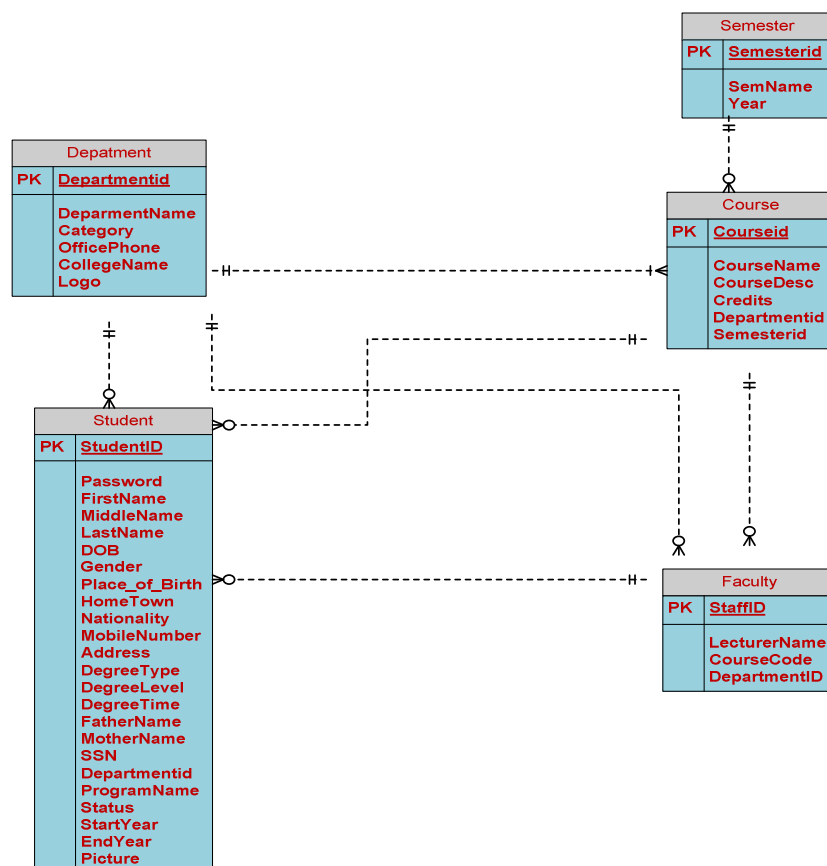 Semester
PK Semesterid
SemName
Year
Depatment
PK Departmentid
DeparmentName
Category
OfficePhone
CollegeName
Logo
Course
PK Courseid
CourseName
CourseDesc
Credits
Departmentid
Semesterid
Student
PK StudentID
Password
FirstName
MiddleName
LastName
DOB
Gender
Place_of_Birth
HomeTown
Nationality
MobileNumber
Address
DegreeType
DegreeLevel
DegreeTime
FatherName
MotherName
SSN
Departmentid
ProgramName
Status
StartYear
EndYear
Picture
Faculty
PK StaffID
LecturerName
CourseCode
DepartmentID